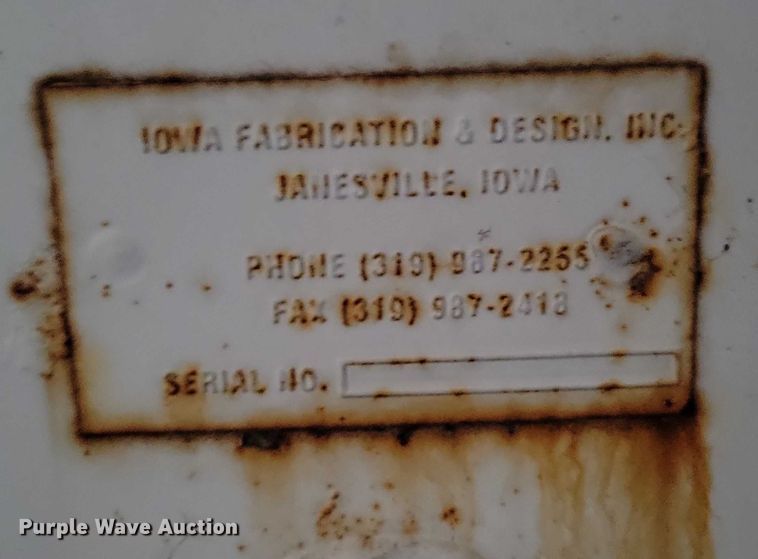 IOWA FABRICATION & DESIGN, INC.
JANESVILLE, IOWA
PHONE (319) 987-2255
FAX (319) 987-2418
SERIAL NO.
Purple Wave Auction